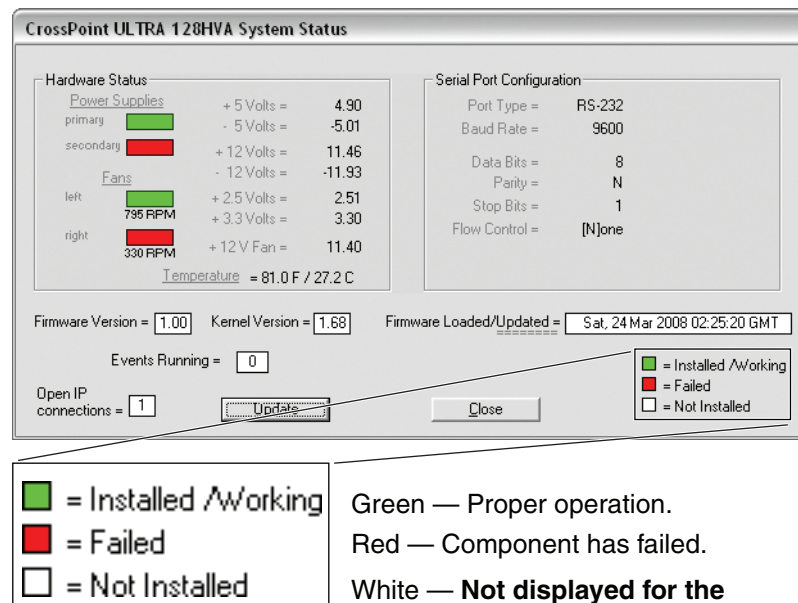 CrossPoint ULTRA 128HVA System Status
Hardware Status
Power Supplies
primary
secondary
Fans
left
795 RPM
right
330 RPM
+ 5 Volts = 4.90
- 5 Volts = -5.01
+ 12 Volts = 11.46
- 12 Volts = -11.93
+ 2.5 Volts = 2.51
+ 3.3 Volts = 3.30
+ 12 V Fan = 11.40
Temperature = 81.0 F / 27.2 C
Serial Port Configuration
Port Type = RS-232
Baud Rate = 9600
Data Bits = 8
Parity = N
Stop Bits = 1
Flow Control = [N]one
Firmware Version = 1.00 Kernel Version = 1.68 Firmware Loaded/Updated = Sat, 24 Mar 2008 02:25:20 GMT
Events Running = 0
Open IP
connections = 1
Update
Close
= Installed /Working
= Failed
= Not Installed
= Installed /Working
= Failed
= Not Installed
Green — Proper operation.
Red — Component has failed.
White — Not displayed for the